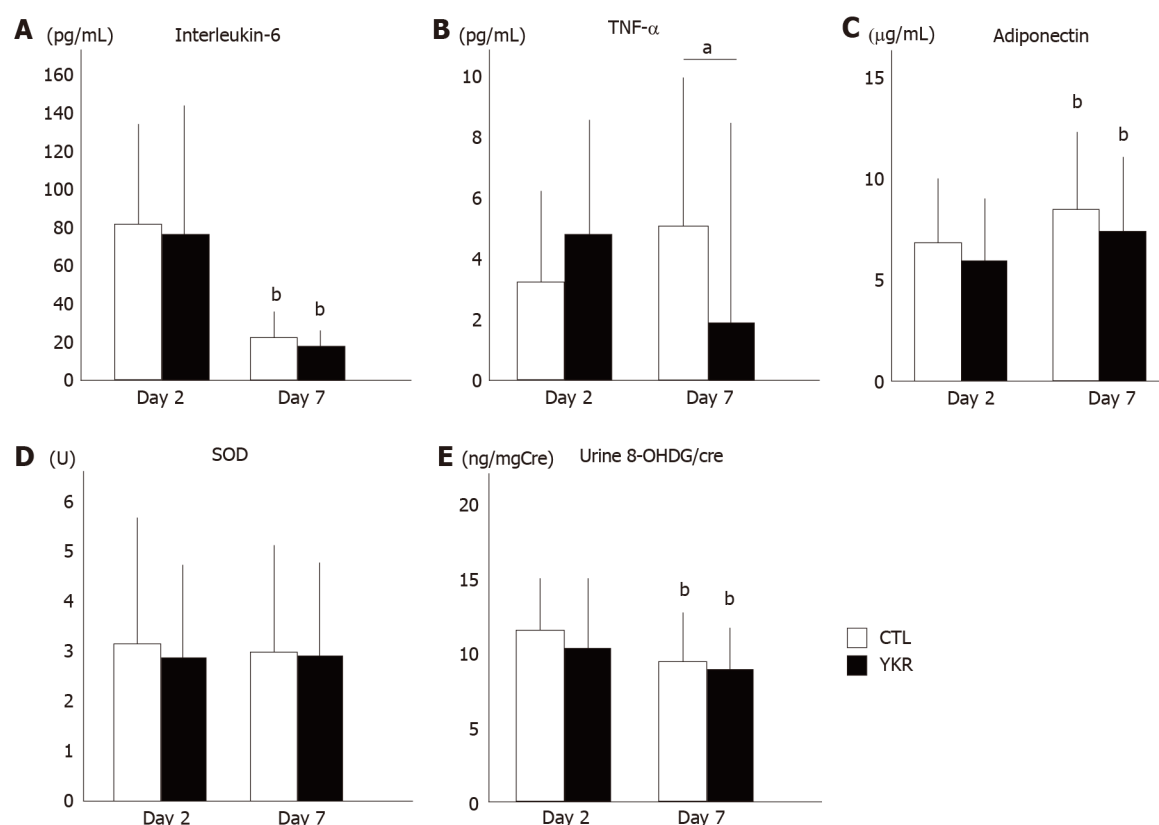 A (pg/mL) Interleukin-6
160
140
120
100
80
60
40
20
0
b
b
Day 2 Day 7
B (pg/mL) TNF-α
10
8
6
4
2
0
a
Day 2 Day 7
C (μg/mL) Adiponectin
15
10
5
0
b
b
Day 2 Day 7
D (U) SOD
6
5
4
3
2
1
0
Day 2 Day 7
E (ng/mgCre) Urine 8-OHDG/cre
20
15
10
5
0
b
b
Day 2 Day 7
CTL
YKR